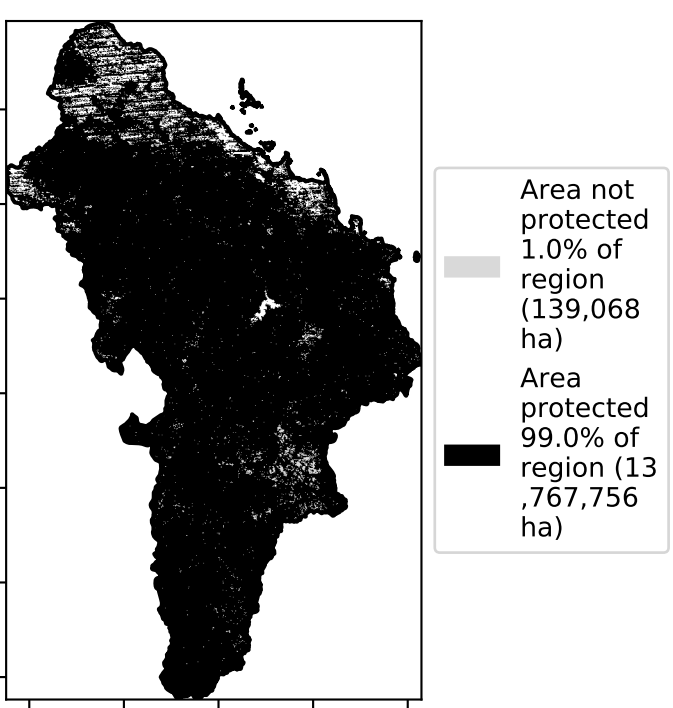 Area not
protected
1.0% of
region
(139,068
ha)
Area
protected
99.0% of
region (13
,767,756
ha)